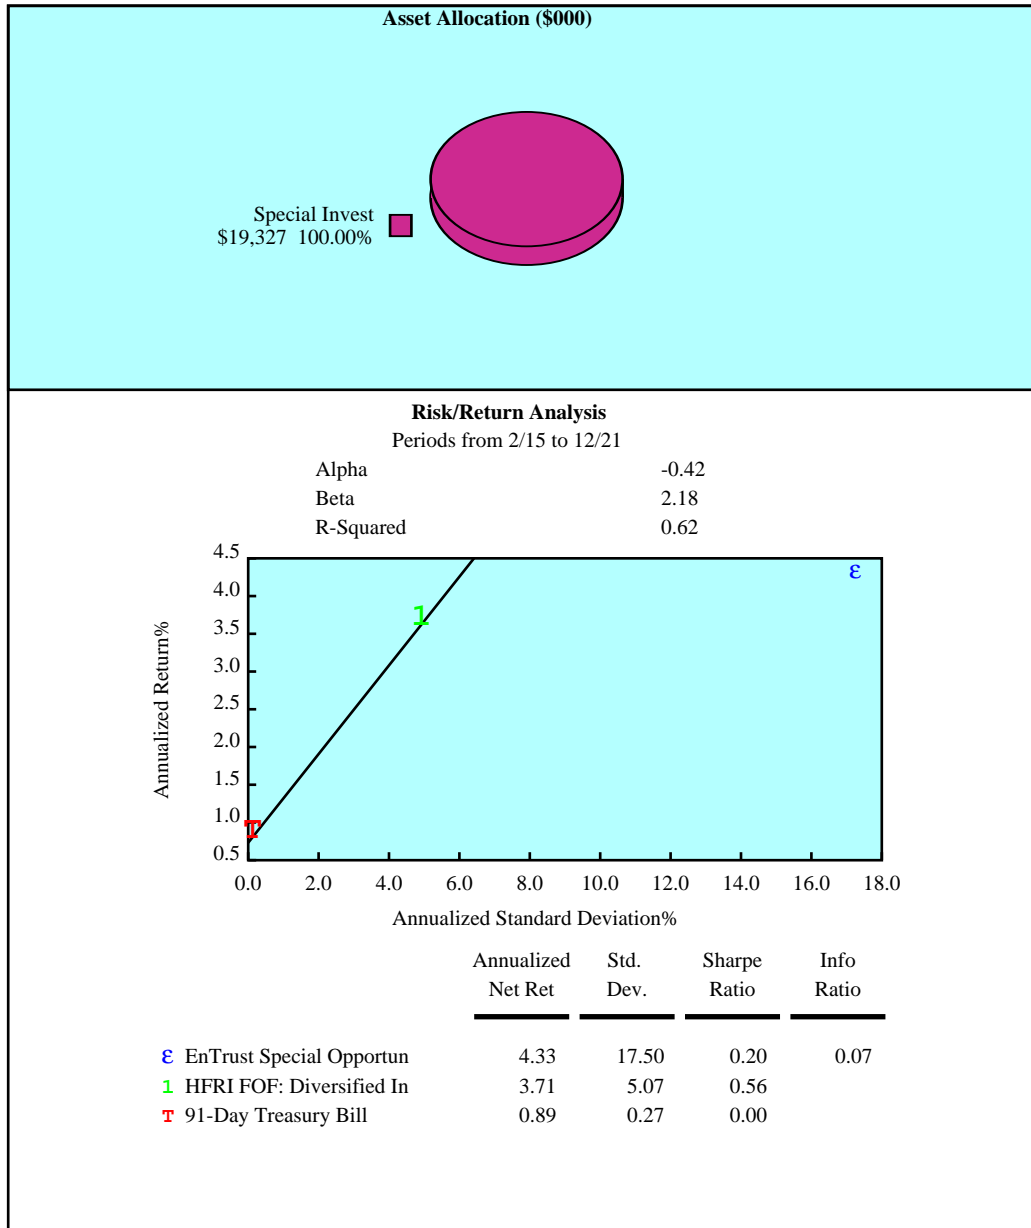 Asset Allocation ($000)
Special Invest
$19,327 100.00%
Risk/Return Analysis
Periods from 2/15 to 12/21
Alpha -0.42
Beta 2.18
R-Squared 0.62
Annualized Return%
4.5
4.0
3.5
3.0
2.5
2.0
1.5
1.0
0.5
ε
1
T
0.0 2.0 4.0 6.0 8.0 10.0 12.0 14.0 16.0 18.0
Annualized Standard Deviation%
Annualized Std. Sharpe Info
Net Ret Dev. Ratio Ratio
ε EnTrust Special Opportun 4.33 17.50 0.20 0.07
1 HFRI FOF: Diversified In 3.71 5.07 0.56
T 91-Day Treasury Bill 0.89 0.27 0.00